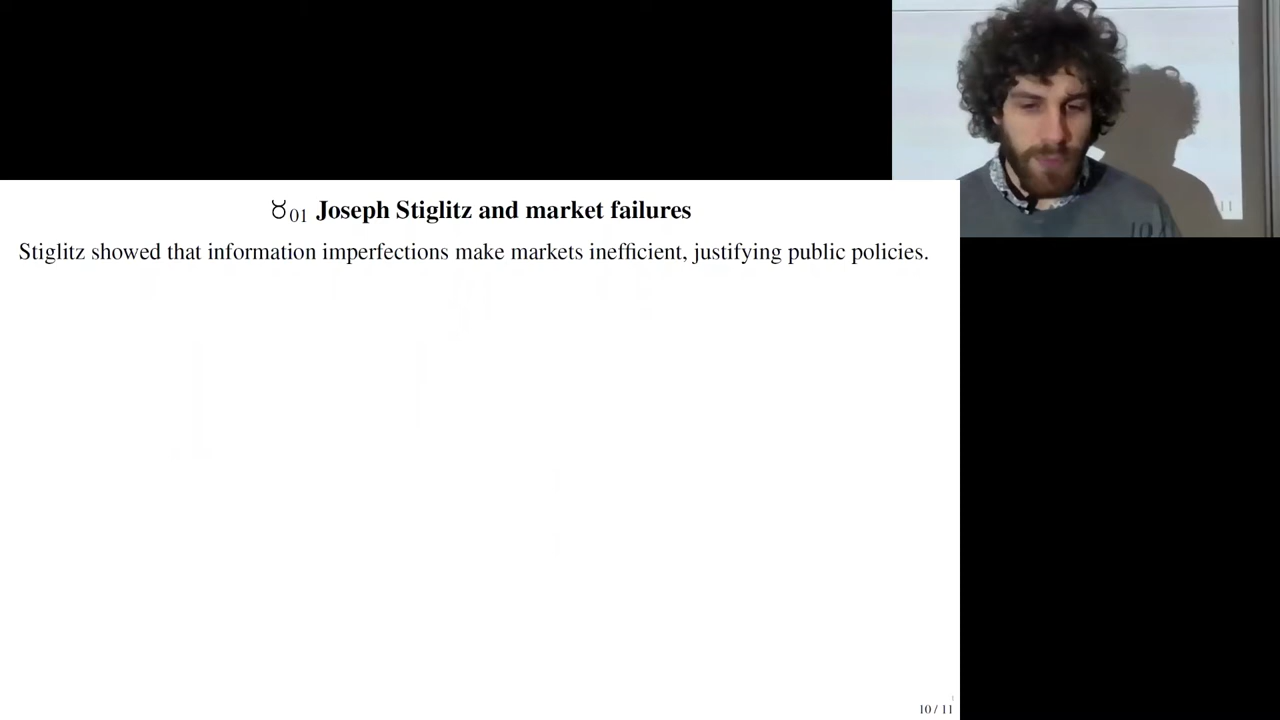 ♉01 Joseph Stiglitz and market failures
Stiglitz showed that information imperfections make markets inefficient, justifying public policies.
10 / 11
11